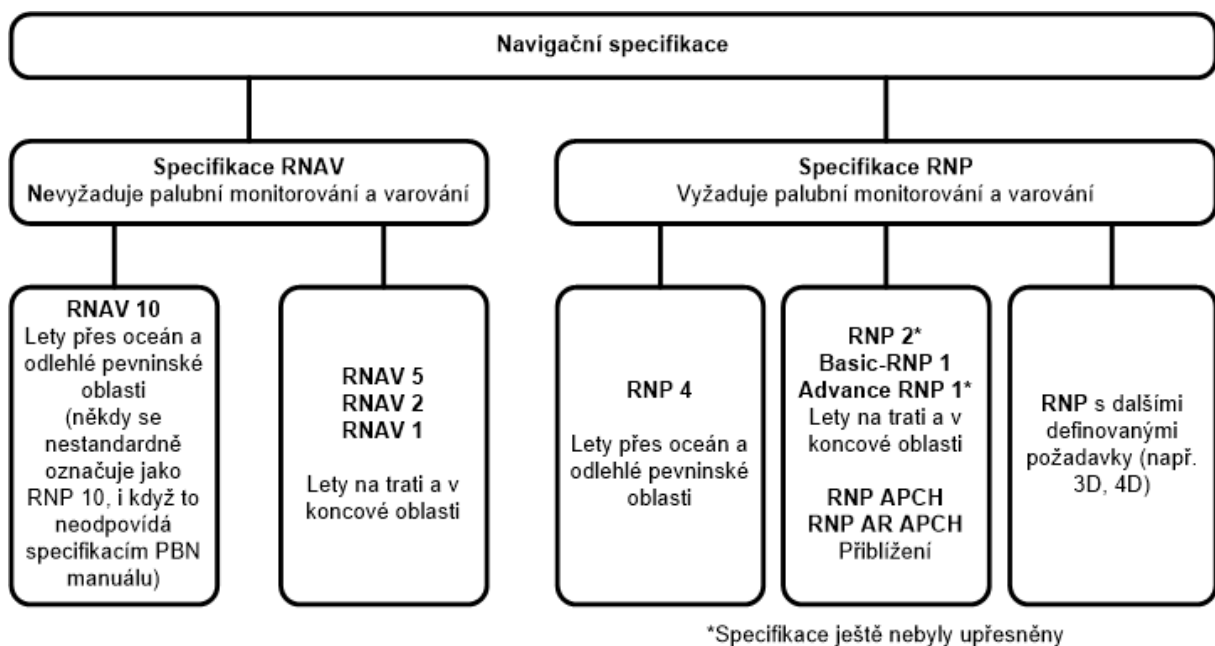 Navigační specifikace
Specifikace RNAV
Nevyžaduje palubní monitorování a varování
Specifikace RNP
Vyžaduje palubní monitorování a varování
RNAV 10
Lety přes oceán a
odlehlé pevninské
oblasti
(někdy se
nestandardně
označuje jako
RNP 10, i když to
neodpovídá
specifikacím PBN
manuálu)
RNAV 5
RNAV 2
RNAV 1
Lety na trati a v
koncové oblasti
RNP 4
Lety přes oceán a
odlehlé pevninské
oblasti
RNP 2*
Basic-RNP 1
Advance RNP 1*
Lety na trati a v
koncové oblasti
RNP APCH
RNP AR APCH
Přiblížení
RNP s dalšími
definovanými
požadavky (např.
3D, 4D)
*Specifikace ještě nebyly upřesněny